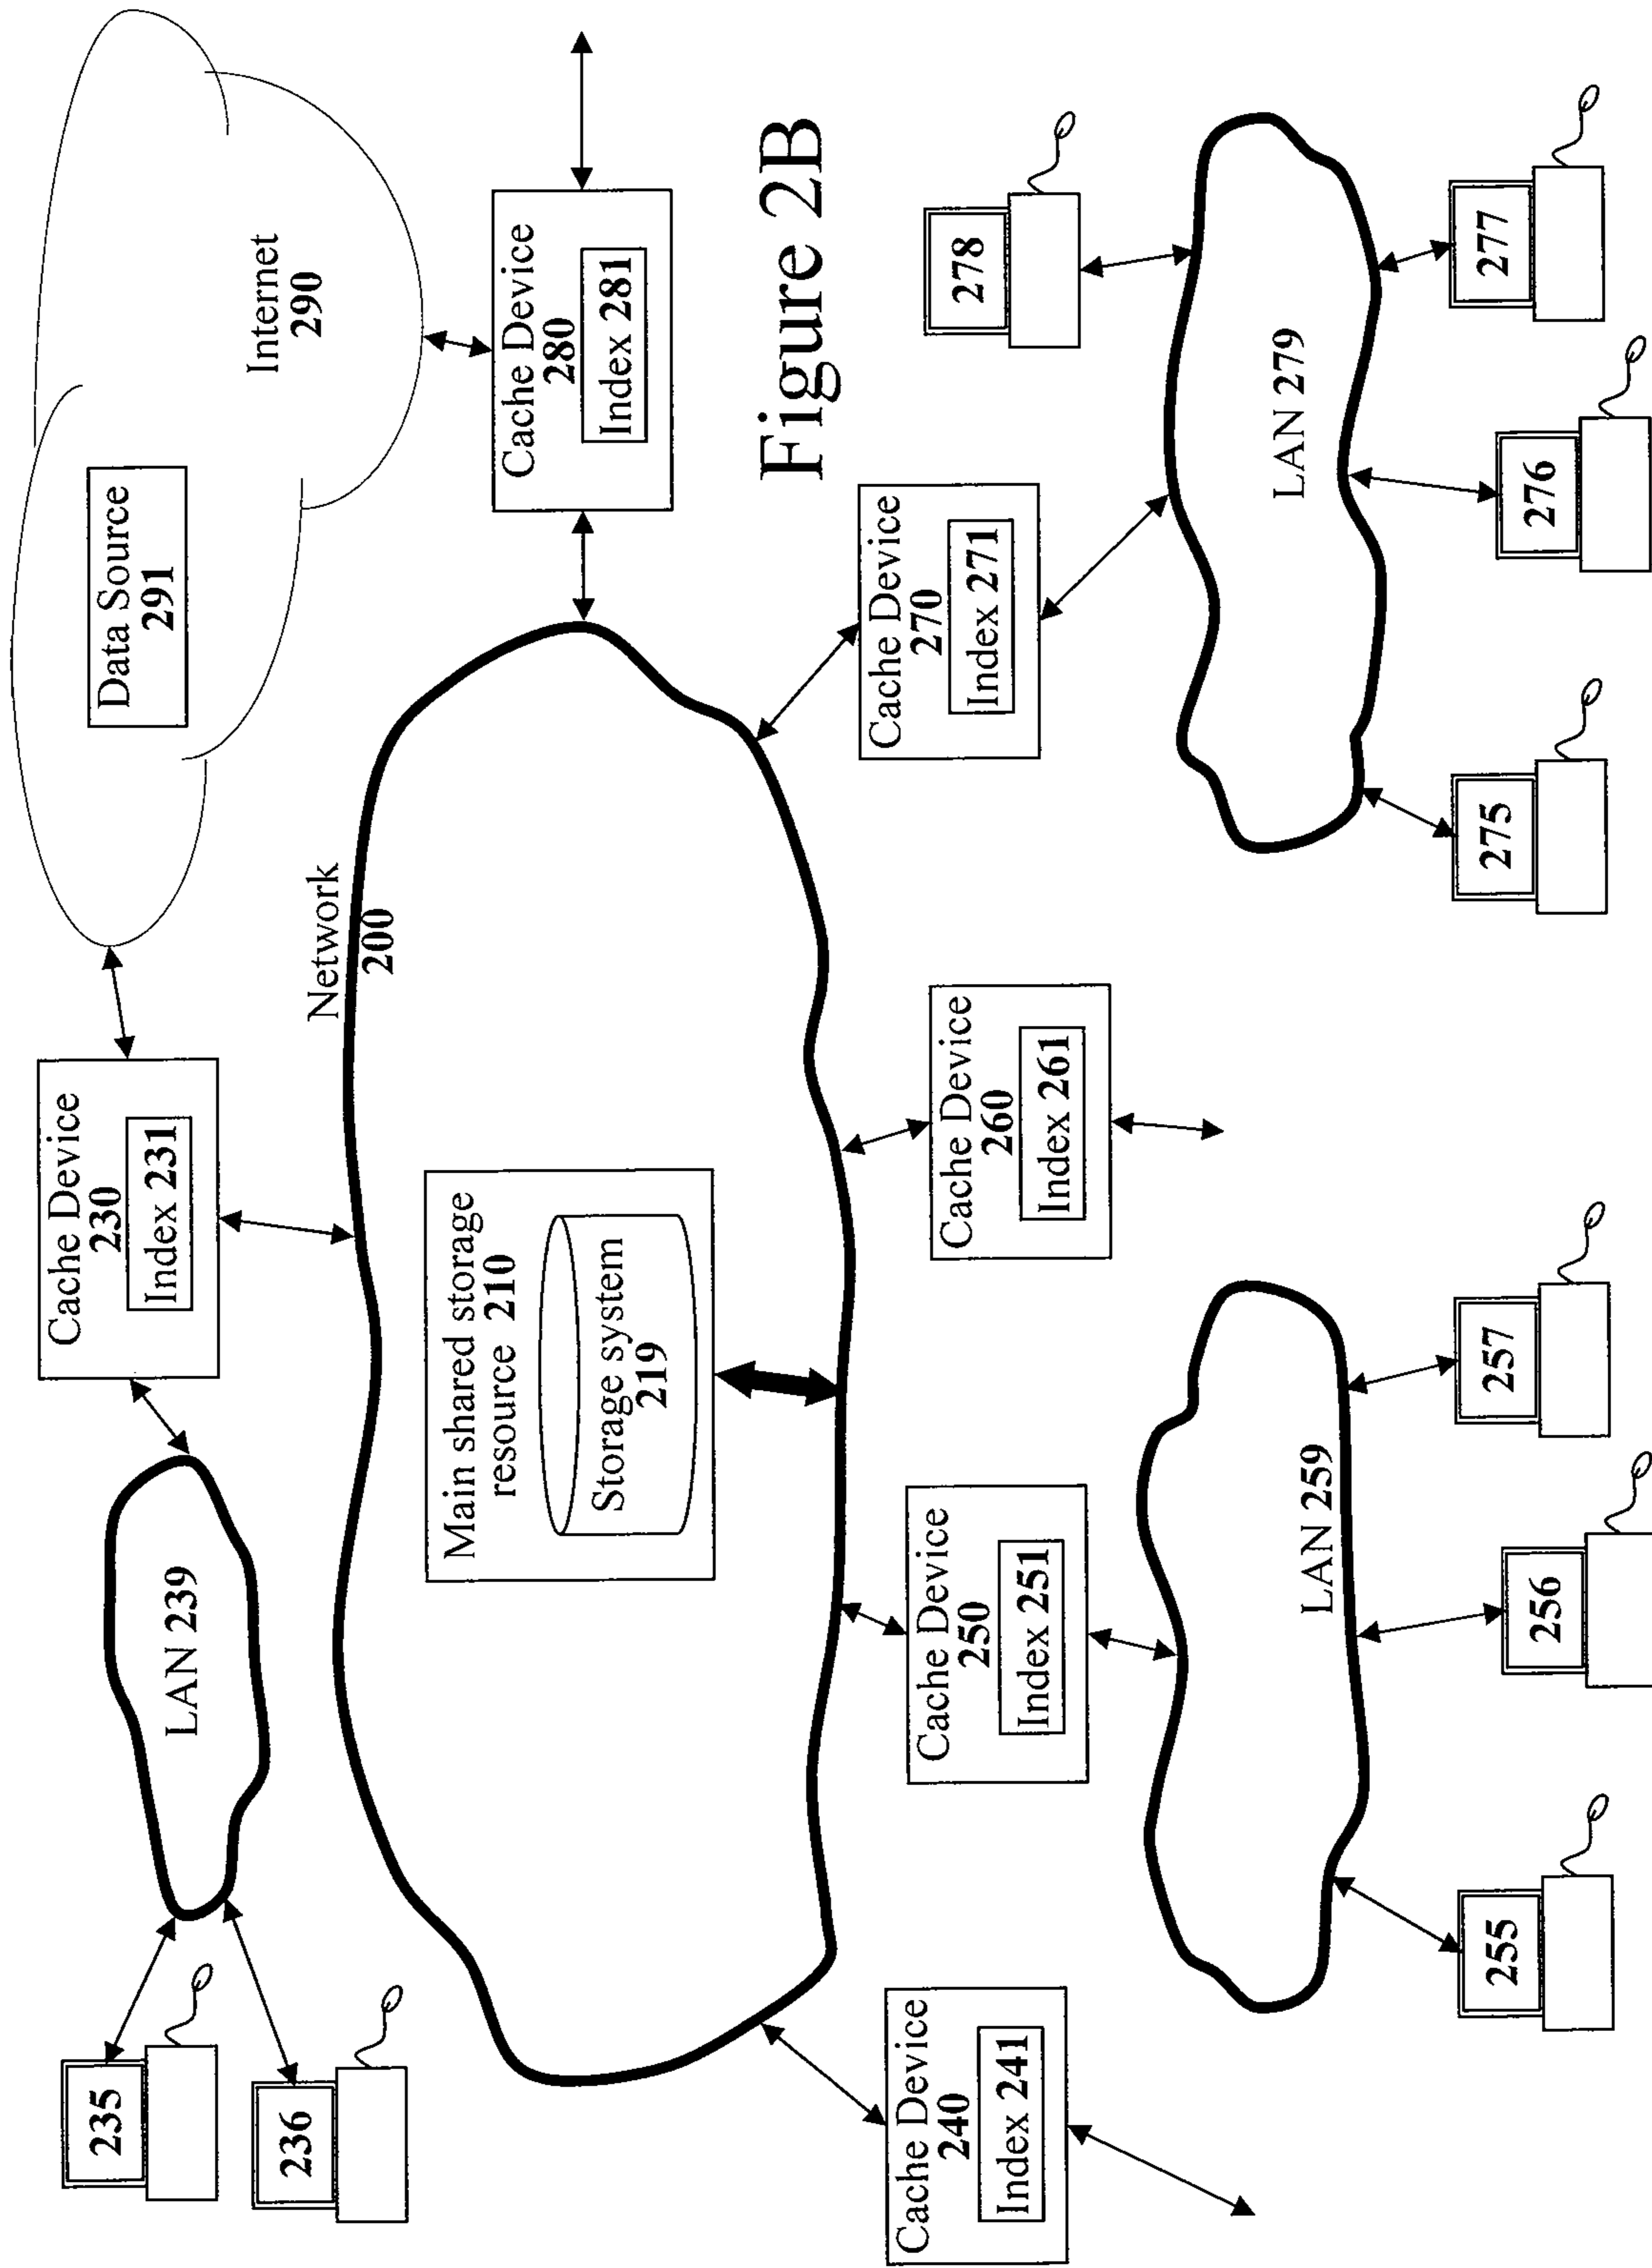 235
236
LAN 239
Cache Device
230
Index 231
Data Source
291
Internet
290
Network
200
Main shared storage
resource 210
Storage system
219
Cache Device
280
Index 281
Figure 2B
Cache Device
240
Index 241
Cache Device
250
Index 251
Cache Device
260
Index 261
Cache Device
270
Index 271
278
LAN 259
LAN 279
255
256
257
275
276
277